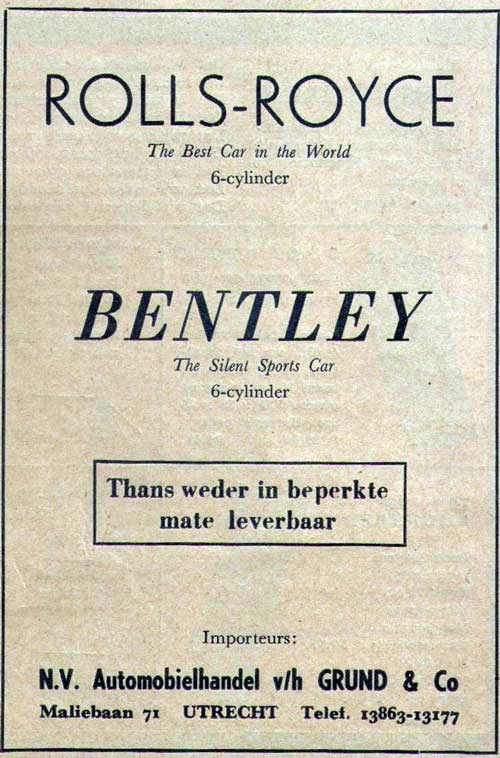 ROLLS-ROYCE
The Best Car in the World
6-cylinder
BENTLEY
The Silent Sports Car
6-cylinder
Thans weder in beperkte
mate leverbaar
Importeurs:
N.V. Automobielhandel v/h GRUND & Co
Maliebaan 71 UTRECHT Telef. 13863-13177